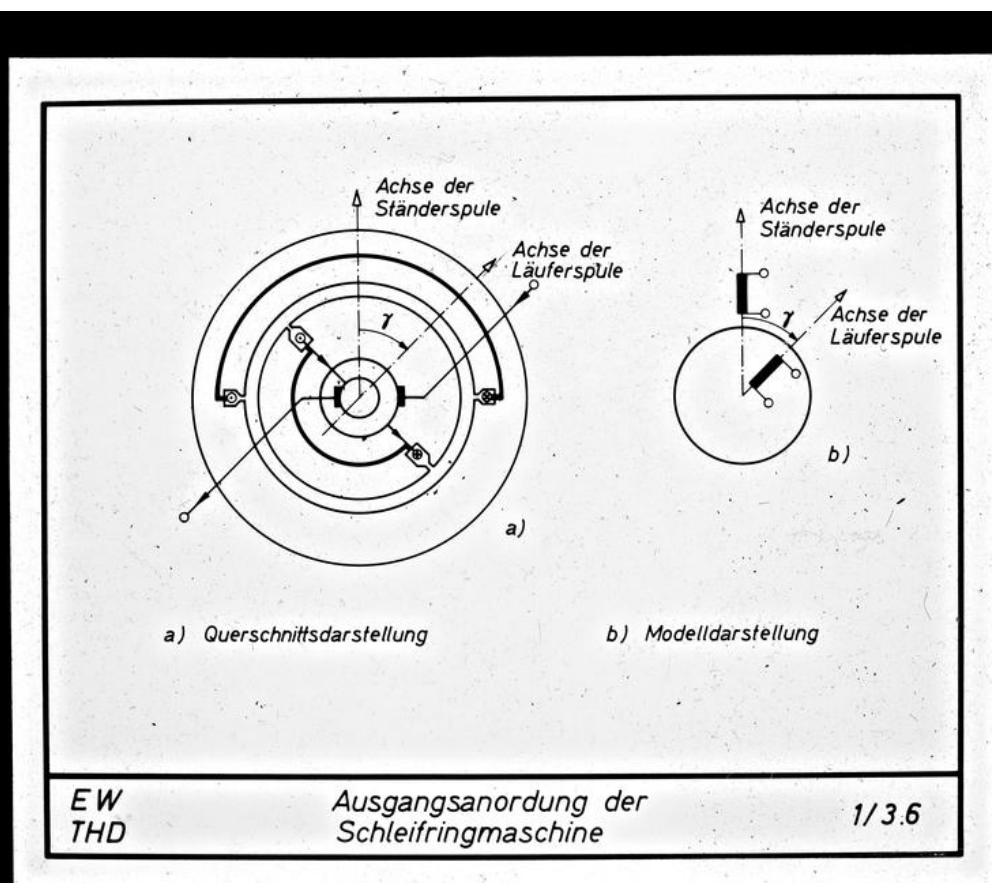 Achse der
Ständerspule
Achse der
Läuferspule
γ
a)
Achse der
Ständerspule
γ
Achse der
Läuferspule
b)
a) Querschnittsdarstellung
b) Modelldarstellung
EW
THD
Ausgangsanordung der
Schleifringmaschine
1/3.6